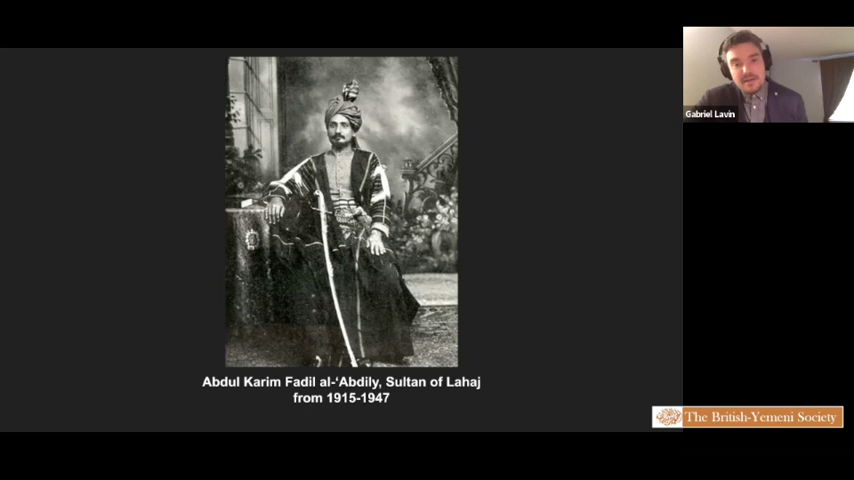 Gabriel Lavin
Abdul Karim Fadil al-‘Abdily, Sultan of Lahaj
from 1915-1947
The British-Yemeni Society